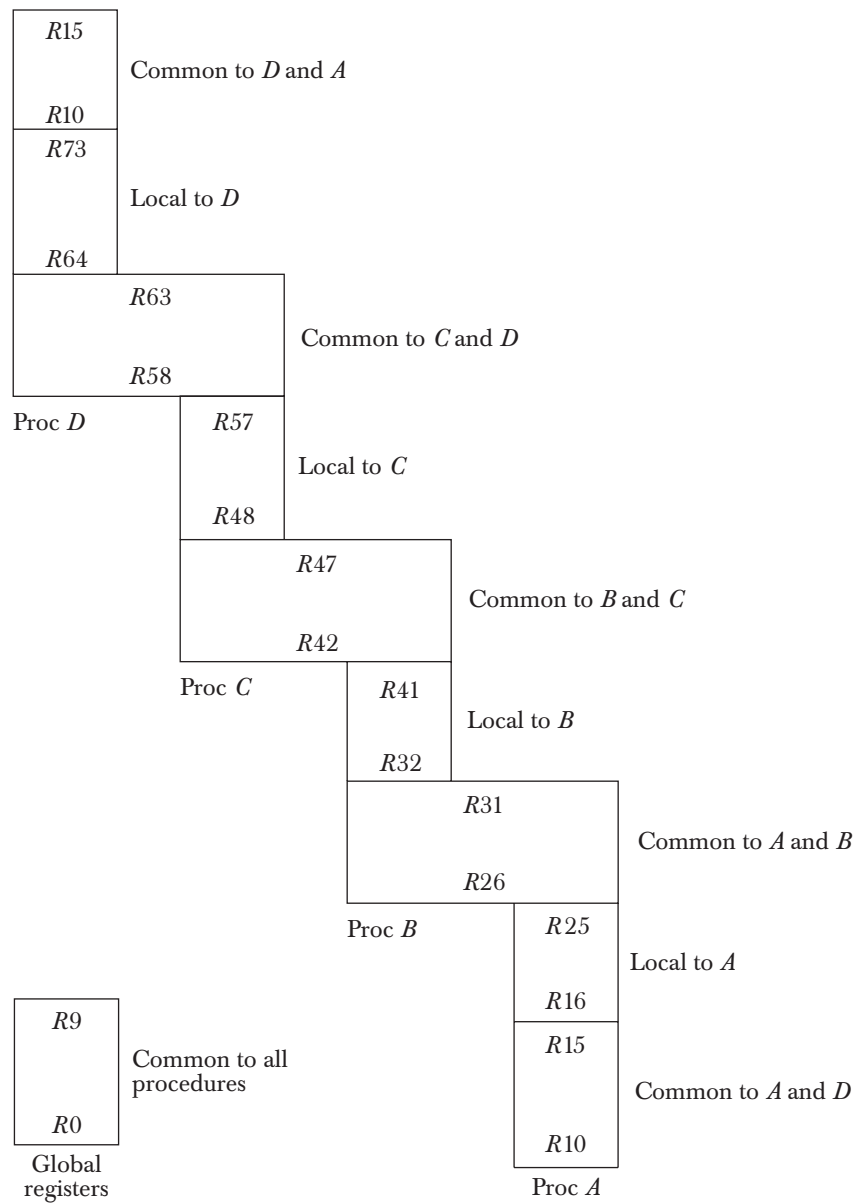 R15
Common to D and A
R10
R73
Local to D
R64
R63
Common to C and D
R58
Proc D
R57
Local to C
R48
R47
Common to B and C
R42
Proc C
R41
Local to B
R32
R31
Common to A and B
R26
Proc B
R25
Local to A
R16
R15
Common to A and D
R10
Proc A
R9
Common to all
procedures
R0
Global
registers